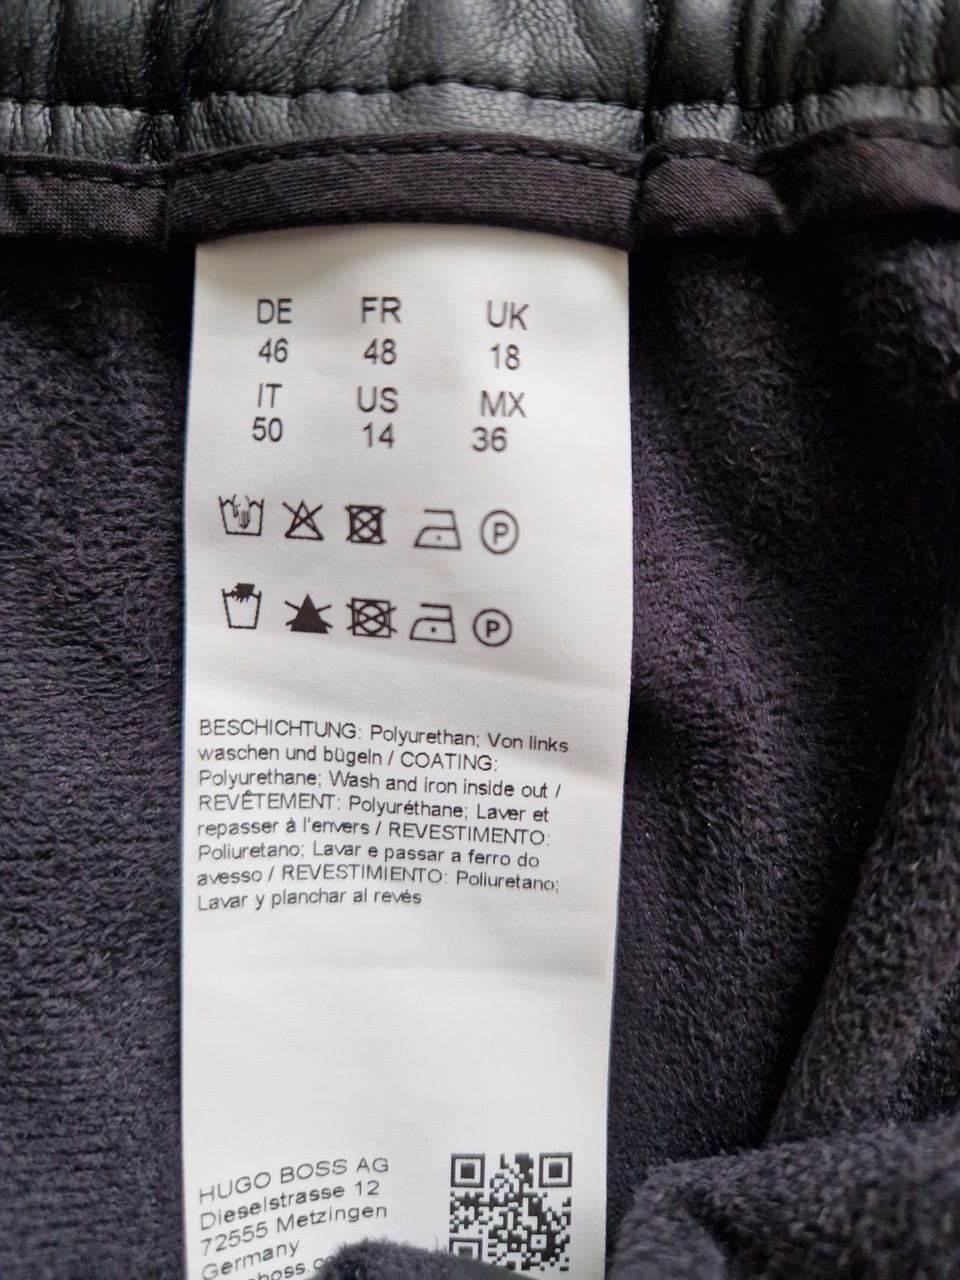 DE FR UK
46 48 18
IT US MX
50 14 36
P
P
BESCHICHTUNG: Polyurethan; Von links
waschen und bügeln / COATING:
Polyurethane; Wash and iron inside out /
REVÊTEMENT: Polyuréthane; Laver et
repasser à l'envers / REVESTIMENTO:
Poliuretano; Lavar e passar a ferro do
avesso / REVESTIMIENTO: Poliuretano;
Lavar y planchar al revés
HUGO BOSS AG
Dieselstrasse 12
72555 Metzingen
Germany